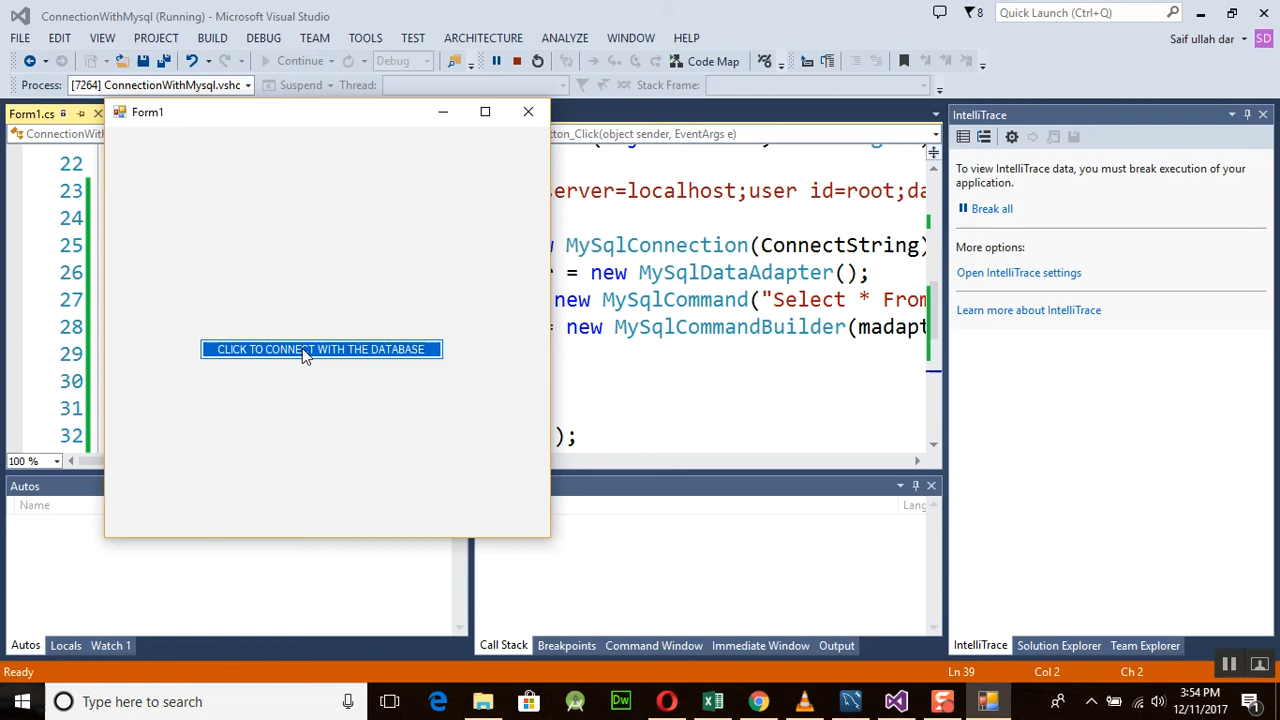 ConnectionWithMysql (Running) - Microsoft Visual Studio
8
Quick Launch (Ctrl+Q)
FILE EDIT VIEW PROJECT BUILD DEBUG TEAM TOOLS TEST ARCHITECTURE ANALYZE WINDOW HELP
Saif ullah dar SD
Continue Debug Code Map
Process: [7264] ConnectionWithMysql.vshc Suspend Thread: Stack Frame:
Form1.cs
Form1
IntelliTrace
_Click(object sender, EventArgs e)
22
23 erver=localhost;user id=root;da
24
25 MySqlConnection(ConnectString)
26 = new MySqlDataAdapter();
27 new MySqlCommand("Select * From
28 = new MySqlCommandBuilder(madapt
29
30
31
32 );
100 %
CLICK TO CONNECT WITH THE DATABASE
To view IntelliTrace data, you must break execution of your
application.
Break all
More options:
Open IntelliTrace settings
Learn more about IntelliTrace
Autos
Name
Lang
Autos Locals Watch 1
Call Stack Breakpoints Command Window Immediate Window Output
IntelliTrace Solution Explorer Team Explorer
Ready Ln 39 Col 2 Ch 2
Type here to search
Dw
3:54 PM
12/11/2017
1